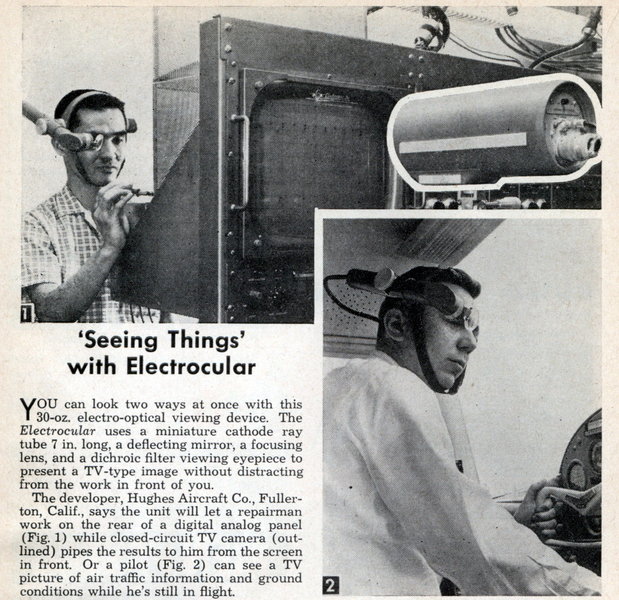 1
2
'Seeing Things'
with Electrocular
YOU can look two ways at once with this
30-oz. electro-optical viewing device. The
Electrocular uses a miniature cathode ray
tube 7 in. long, a deflecting mirror, a focusing
lens, and a dichroic filter viewing eyepiece to
present a TV-type image without distracting
from the work in front of you.
The developer, Hughes Aircraft Co., Fuller-
ton, Calif., says the unit will let a repairman
work on the rear of a digital analog panel
(Fig. 1) while closed-circuit TV camera (out-
lined) pipes the results to him from the screen
in front. Or a pilot (Fig. 2) can see a TV
picture of air traffic information and ground
conditions while he's still in flight.